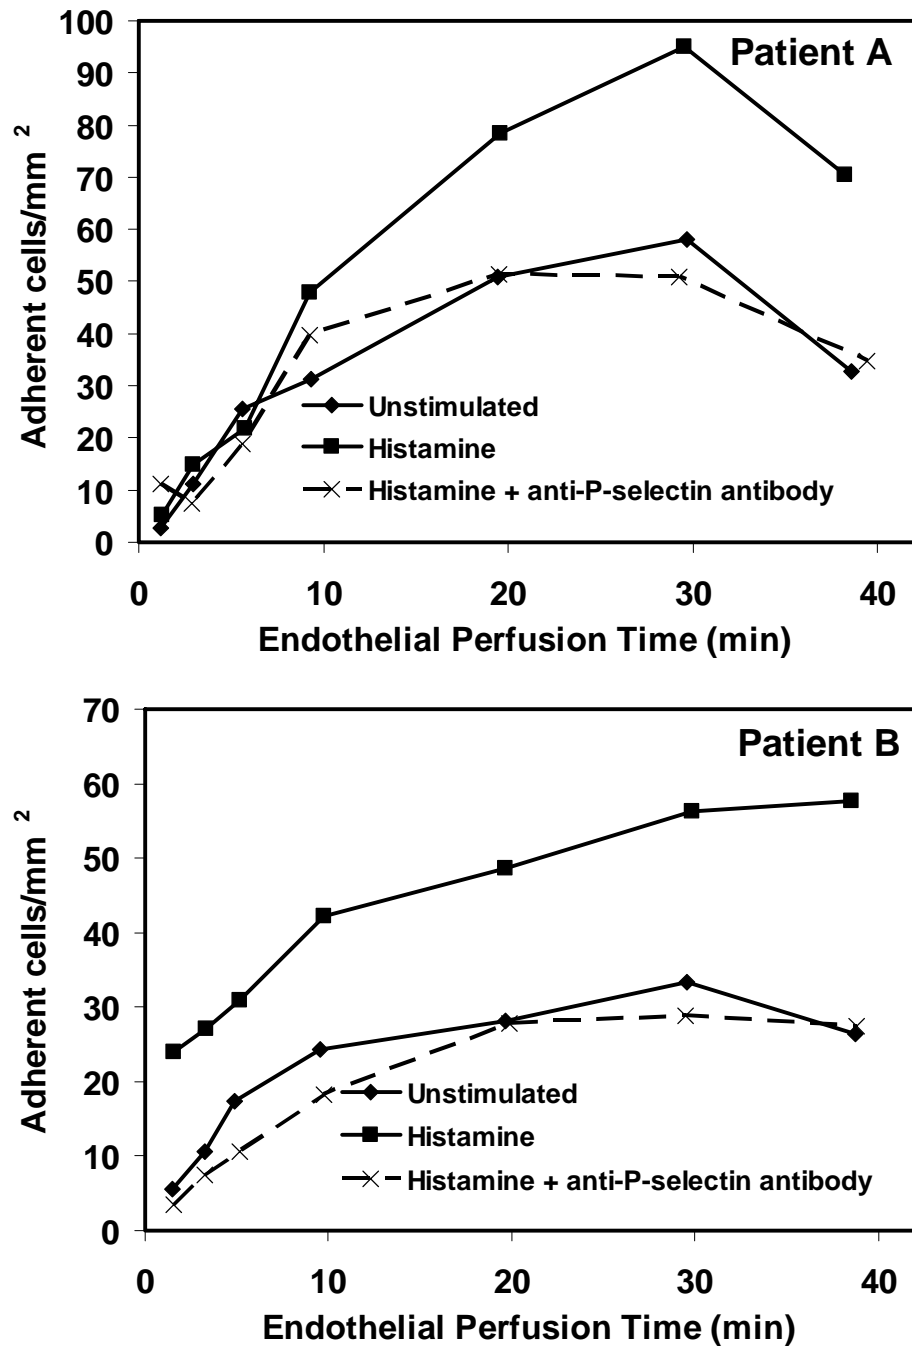 Patient A
100
90
80
70
60
50
40
30
20
10
0
Adherent cells/mm 2
Unstimulated
Histamine
Histamine + anti-P-selectin antibody
0 10 20 30 40
Endothelial Perfusion Time (min)
Patient B
70
60
50
40
30
20
10
0
Adherent cells/mm 2
Unstimulated
Histamine
Histamine + anti-P-selectin antibody
0 10 20 30 40
Endothelial Perfusion Time (min)